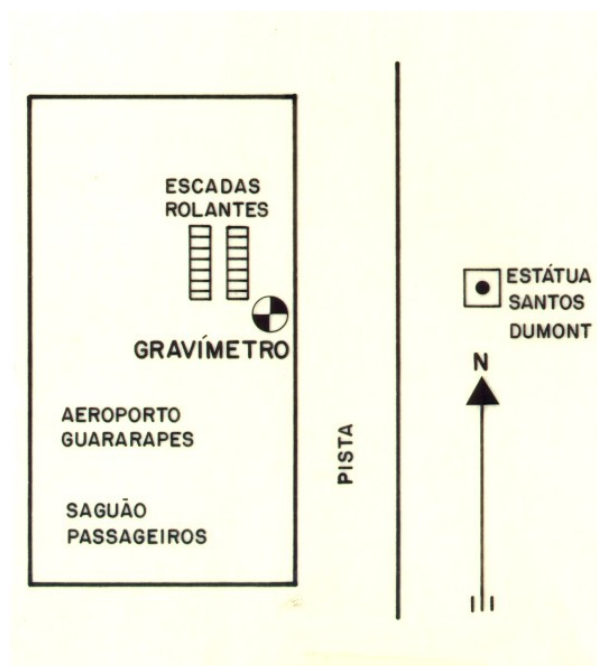 ESCADAS
ROLANTES
ESTÁTUA
SANTOS
DUMONT
GRAVÍMETRO
N
AEROPORTO
GUARARAPES
PISTA
SAGUÃO
PASSAGEIROS